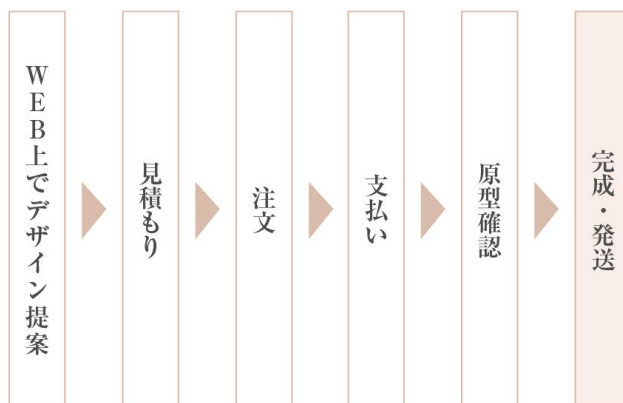 WEB上でデザイン提案
見積もり
注文
支払い
原型確認
完成・発送